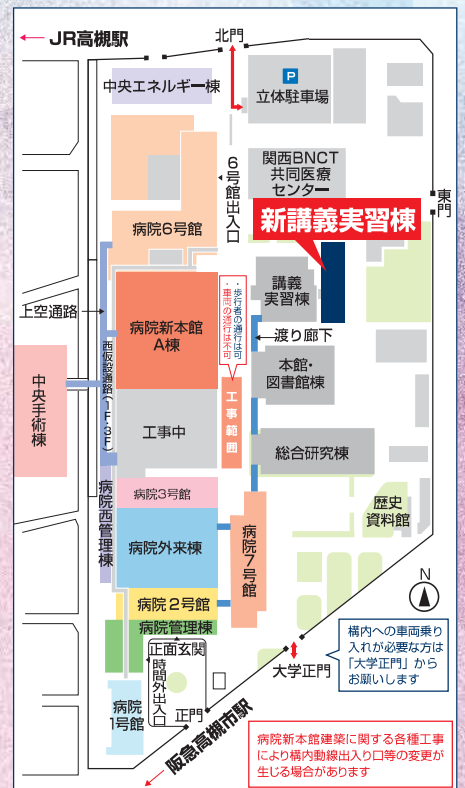 JR高槻駅
北門
中央エネルギー棟
P
立体駐車場
6号館出入口
関西BNCT
共同医療
センター
東門
新講義実習棟
病院6号館
講義
実習棟
上空通路
病院新本館
A棟
・歩行者の通行は可
・車両の通行は不可
渡り廊下
西仮設通路(1F・3F)
本館・
図書館棟
中央手術棟
工事中
工事範囲
総合研究棟
病院西管理棟
病院3号館
歴史
資料館
病院外来棟
病院7号館
N
病院2号館
病院管理棟
正面玄関
時間外出入口
大学正門
構内への車両乗り
入れが必要な方は
「大学正門」から
お願いします
病院
1号館
正門
阪急高槻市駅
病院新本館建築に関する各種工事
により構内動線出入り口等の変更が
生じる場合があります